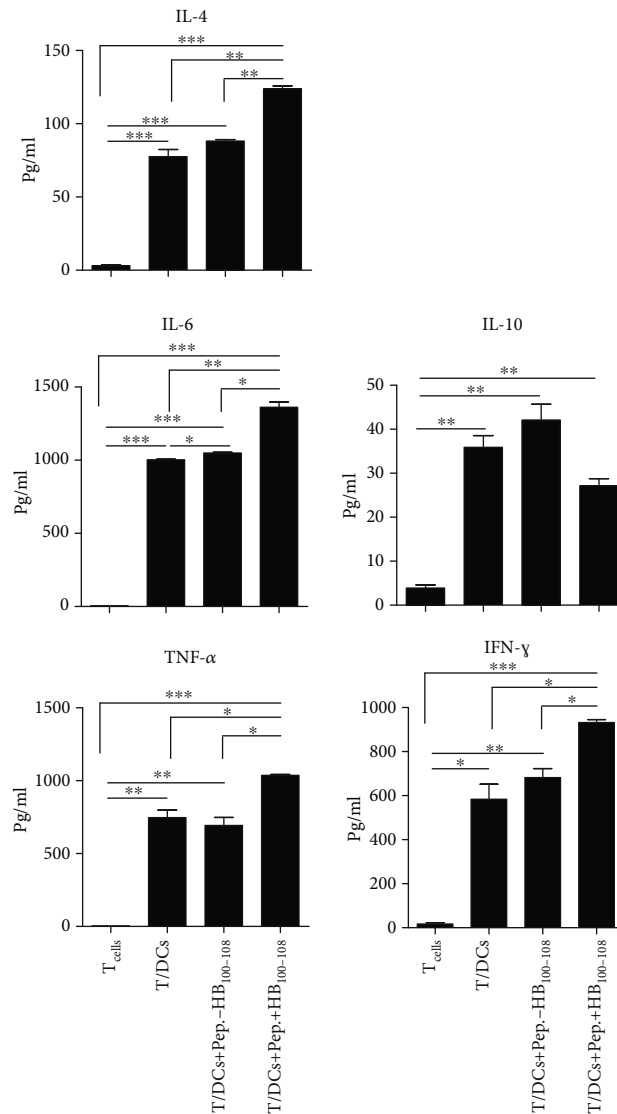 IL-4
***
**
**
***
***
150
100
50
0
Pg/ml
IL-6
***
**
*
***
***
*
1500
1000
500
0
Pg/ml
IL-10
**
**
**
50
40
30
20
10
0
Pg/ml
TNF-α
***
*
*
**
**
1500
1000
500
0
Pg/ml
IFN-ɣ
***
*
*
**
*
1000
800
600
400
200
0
Pg/ml
Tcells
T/DCs
T/DCs+Pep.−HB100–108
T/DCs+Pep.+HB100–108
Tcells
T/DCs
T/DCs+Pep.−HB100–108
T/DCs+Pep.+HB100–108